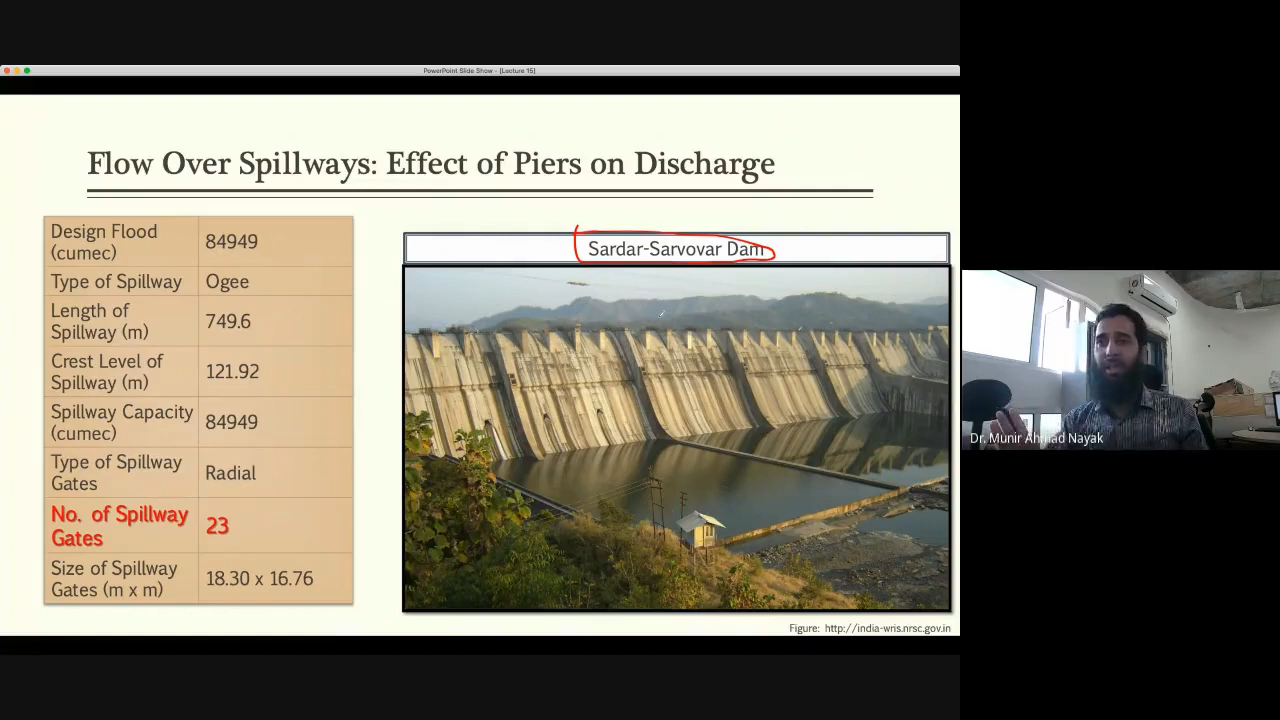 PowerPoint Slide Show - [Lecture 15]
Flow Over Spillways: Effect of Piers on Discharge
Design Flood
(cumec)
84949
Type of Spillway
Ogee
Length of
Spillway (m)
749.6
Crest Level of
Spillway (m)
121.92
Spillway Capacity
(cumec)
84949
Type of Spillway
Gates
Radial
No. of Spillway
Gates
23
Size of Spillway
Gates (m x m)
18.30 x 16.76
Sardar-Sarvovar Dam
Figure: http://india-wris.nrsc.gov.in
Dr. Munir Ahmad Nayak